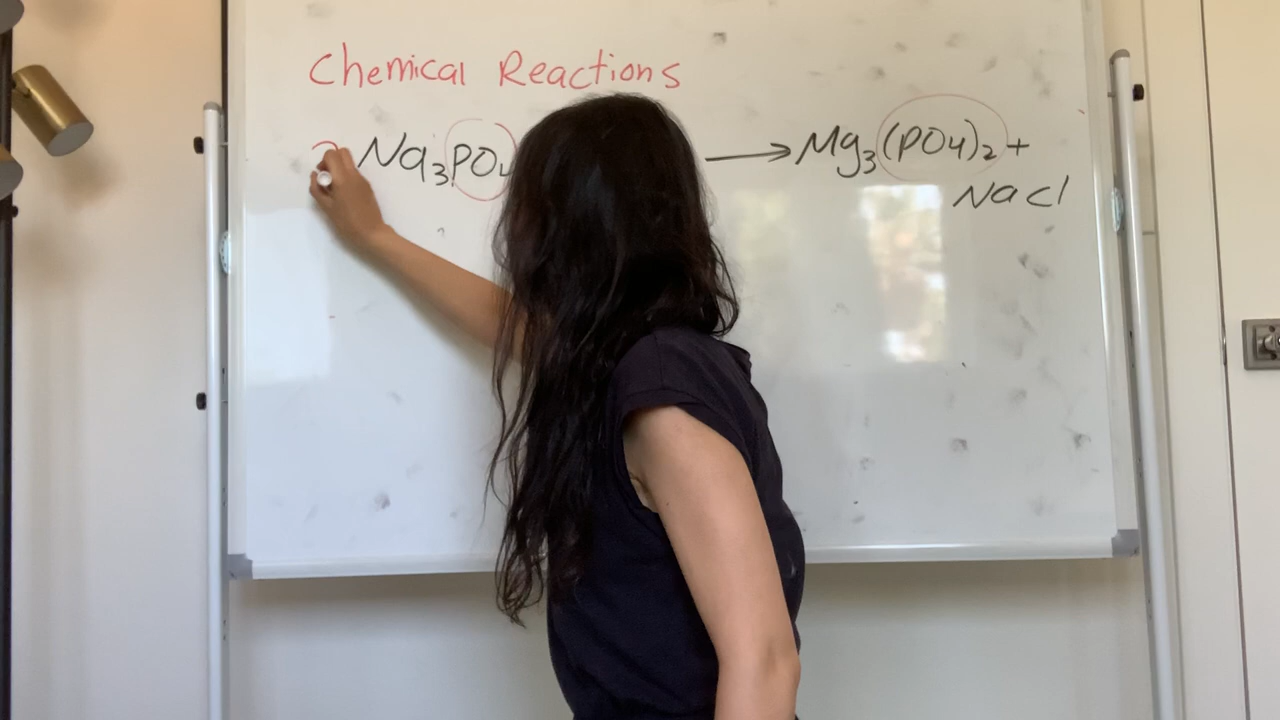 Chemical Reactions
Na₃PO₄ → Mg₃(PO₄)₂ +
NaCl